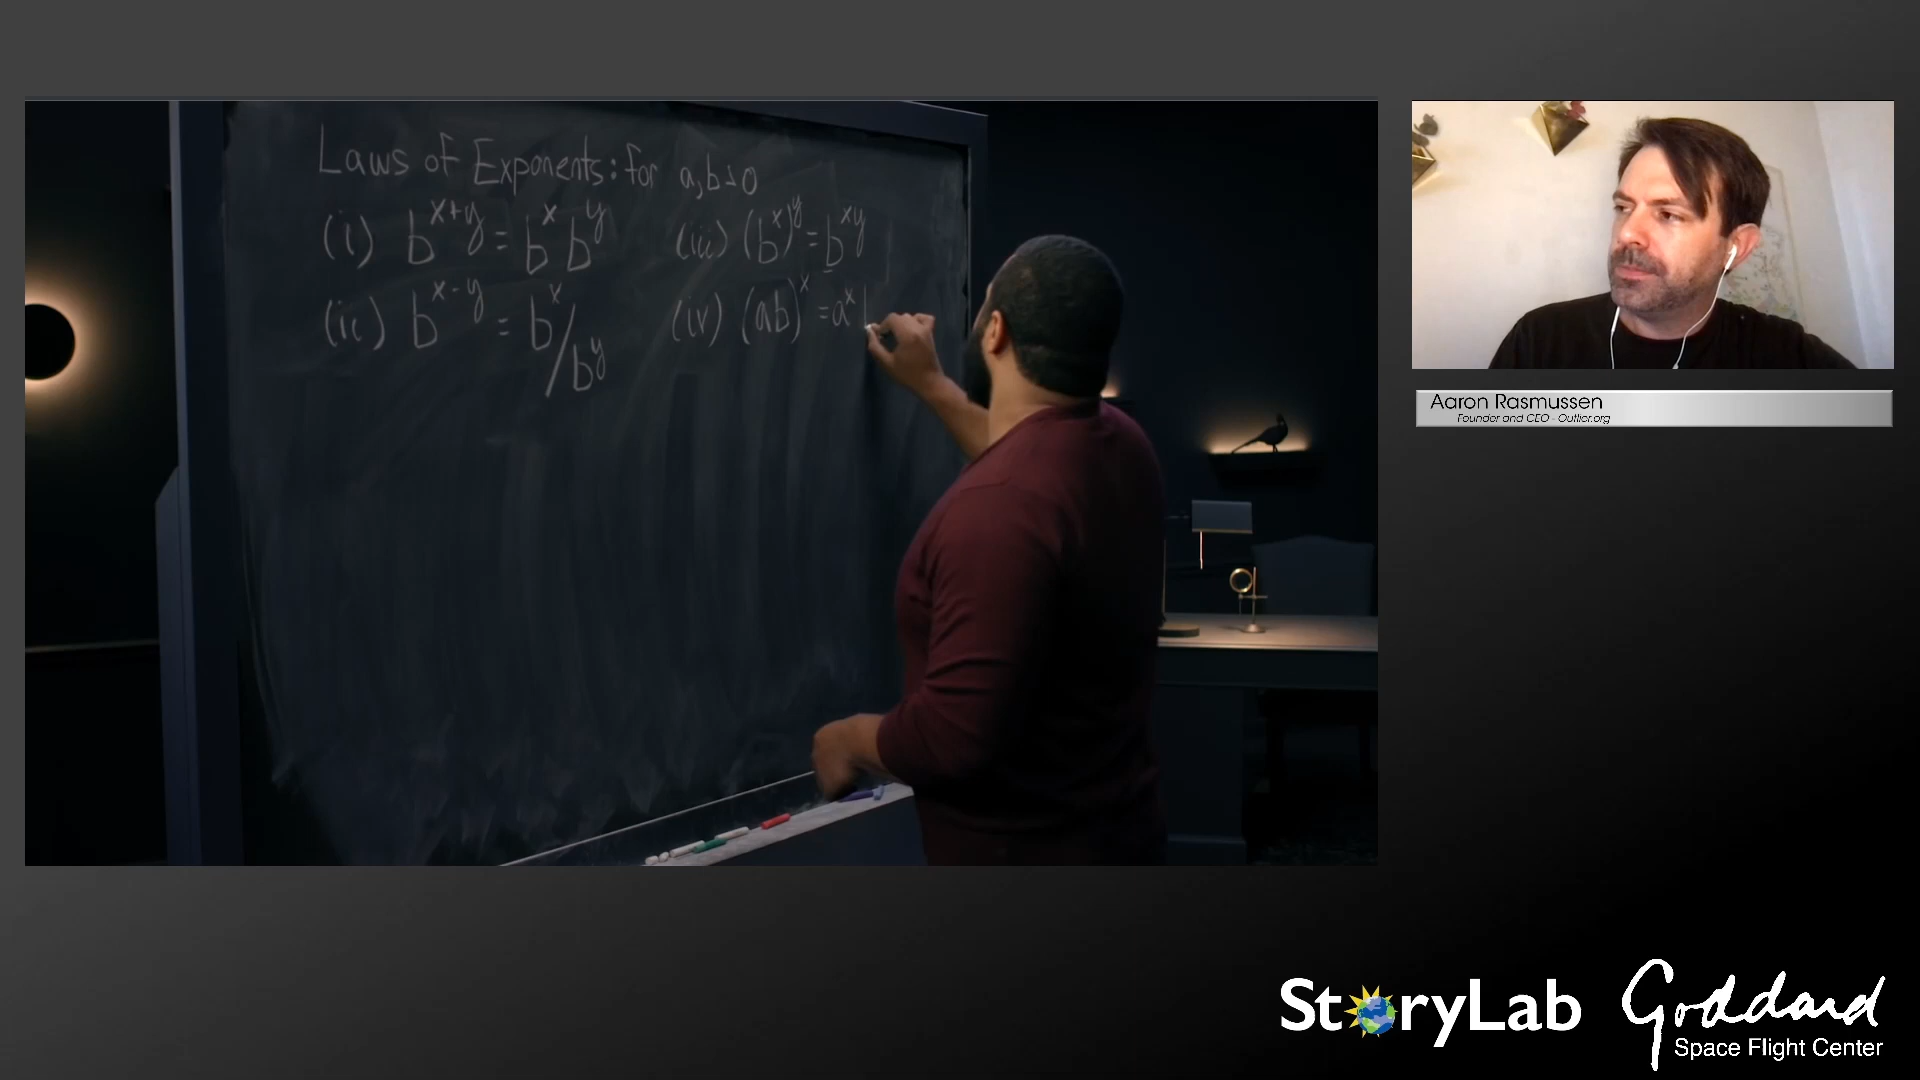 Laws of Exponents: for a,b>0
(i) b^{x+y} = b^x b^y (iii) (b^x)^y = b^{xy}
(ii) b^{x-y} = b^x/b^y (iv) (ab)^x = a^x
Aaron Rasmussen
Founder and CEO - Outlier.org
StoryLab
Goddard
Space Flight Center